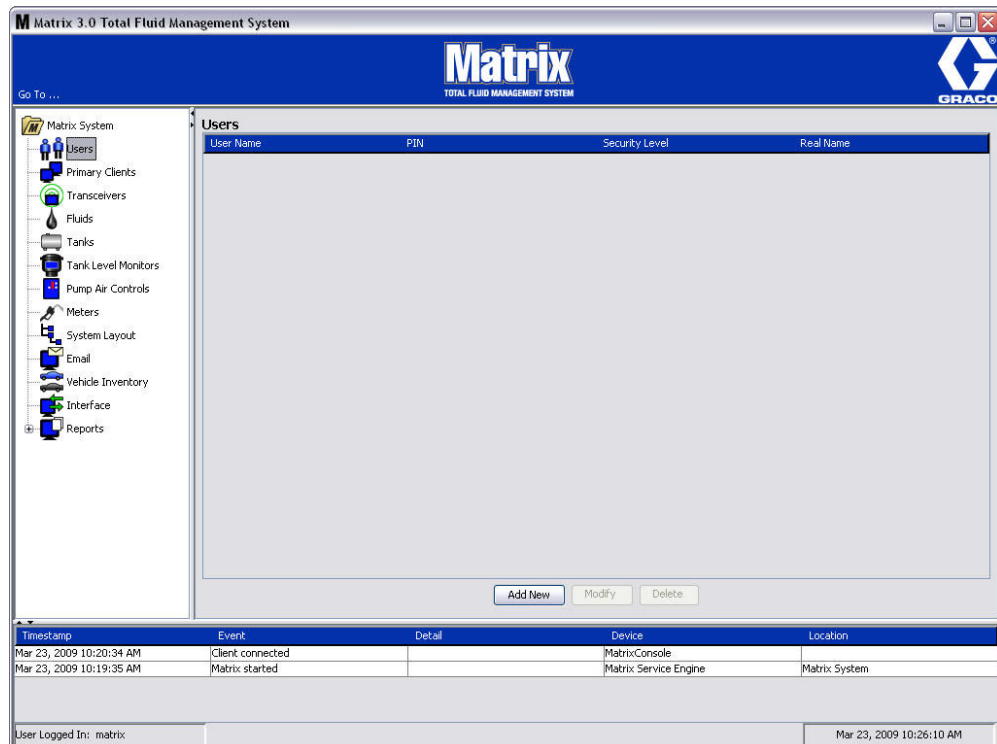 Matrix 3.0 Total Fluid Management System
Matrix
TOTAL FLUID MANAGEMENT SYSTEM
GRACO
Go To ...
Matrix System
Users
Primary Clients
Transceivers
Fluids
Tanks
Tank Level Monitors
Pump Air Controls
Meters
System Layout
Email
Vehicle Inventory
Interface
Reports
Users
User Name PIN Security Level Real Name
Add New Modify Delete
Timestamp Event Detail Device Location
Mar 23, 2009 10:20:34 AM Client connected MatrixConsole
Mar 23, 2009 10:19:35 AM Matrix started Matrix Service Engine Matrix System
User Logged In: matrix Mar 23, 2009 10:26:10 AM